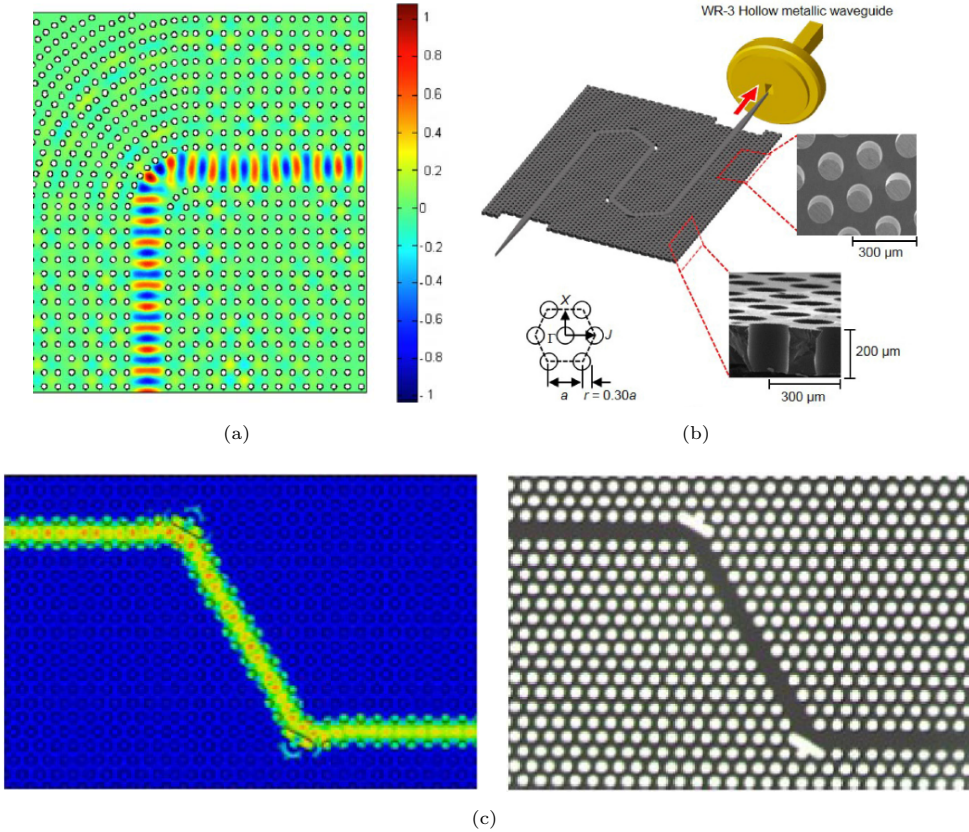 1
0.8
0.6
0.4
0.2
0
-0.2
-0.4
-0.6
-0.8
- 1
(a)
WR-3 Hollow metallic waveguide
300 μm
200 μm
300 μm
X
Γ
J
a
r = 0.30a
(b)
(c)